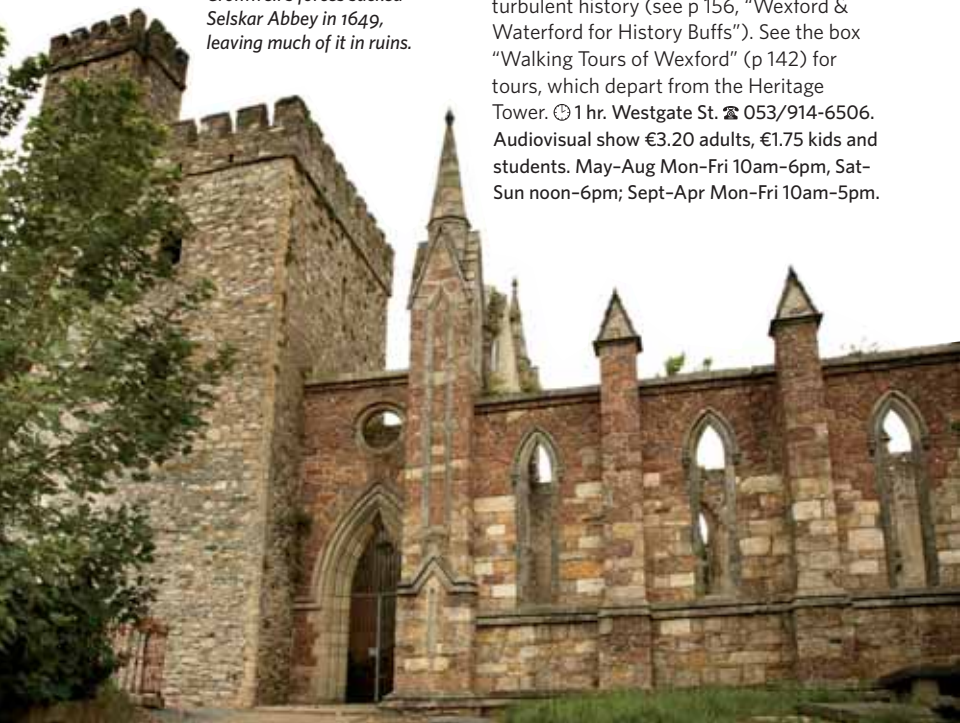 Selskar Abbey in 1649,
leaving much of it in ruins.
turbulent history (see p 156, “Wexford &
Waterford for History Buffs”). See the box
“Walking Tours of Wexford” (p 142) for
tours, which depart from the Heritage
Tower. 🕒 1 hr. Westgate St. ☎ 053/914-6506.
Audiovisual show €3.20 adults, €1.75 kids and
students. May–Aug Mon–Fri 10am–6pm, Sat–
Sun noon–6pm; Sept–Apr Mon–Fri 10am–5pm.